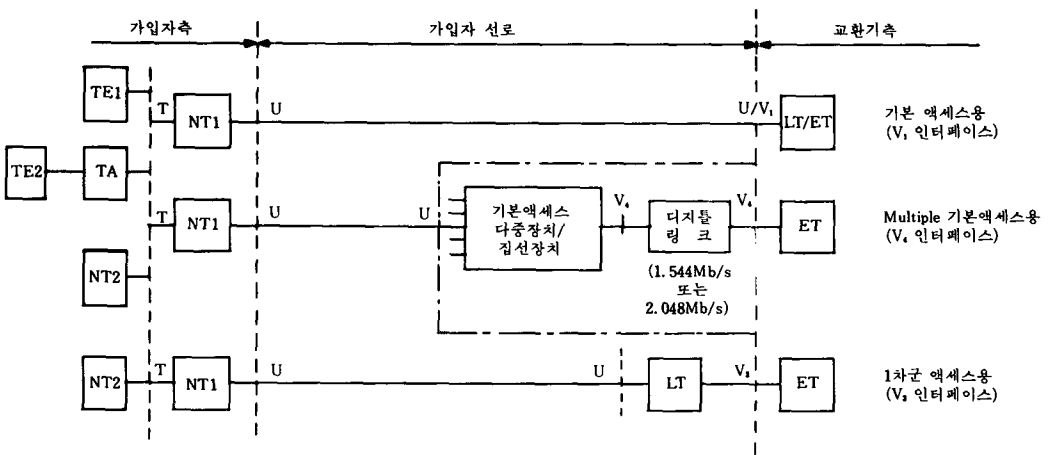 가입자측
가입자 선로
교환기측
TE1
T
NT1
U
U/V₁
LT/ET
기본 액세스용
(V₁ 인터페이스)
TE2
TA
T
NT1
U
U
기본액세스
다중장치/
집선장치
V₄
디지틀
링 크
V₄
ET
Multiple 기본액세스용
(V₄ 인터페이스)
(1.544Mb/s
또는
2.048Mb/s)
NT2
NT2
T
NT1
U
U
LT
V₃
ET
1차군 액세스용
(V₃ 인터페이스)